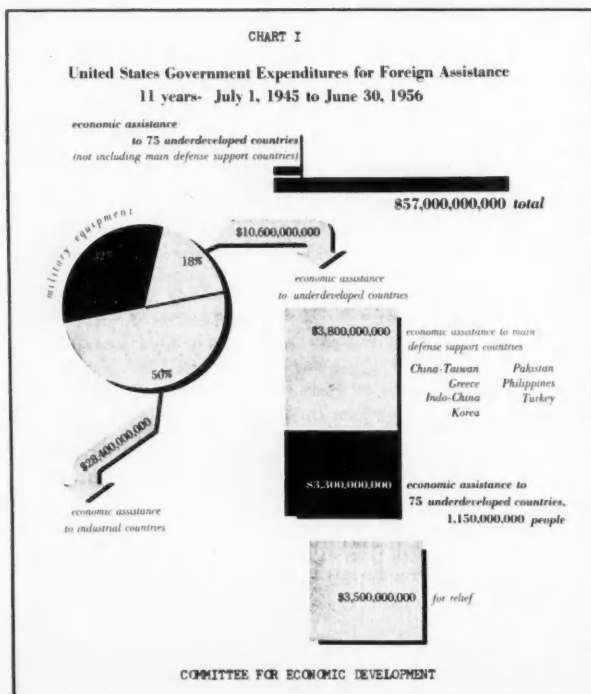 CHART I
United States Government Expenditures for Foreign Assistance
11 years- July 1, 1945 to June 30, 1956
economic assistance
to 75 underdeveloped countries
(not including main defense support countries)
$57,000,000,000 total
military equipment
32%
18%
50%
$10,600,000,000
economic assistance
to underdeveloped countries
$3,800,000,000
economic assistance to main
defense support countries
China-Taiwan Pakistan
Greece Philippines
Indo-China Turkey
Korea
$28,400,000,000
economic assistance
to industrial countries
$3,300,000,000
economic assistance to
75 underdeveloped countries,
1,150,000,000 people
$3,500,000,000
for relief
COMMITTEE FOR ECONOMIC DEVELOPMENT